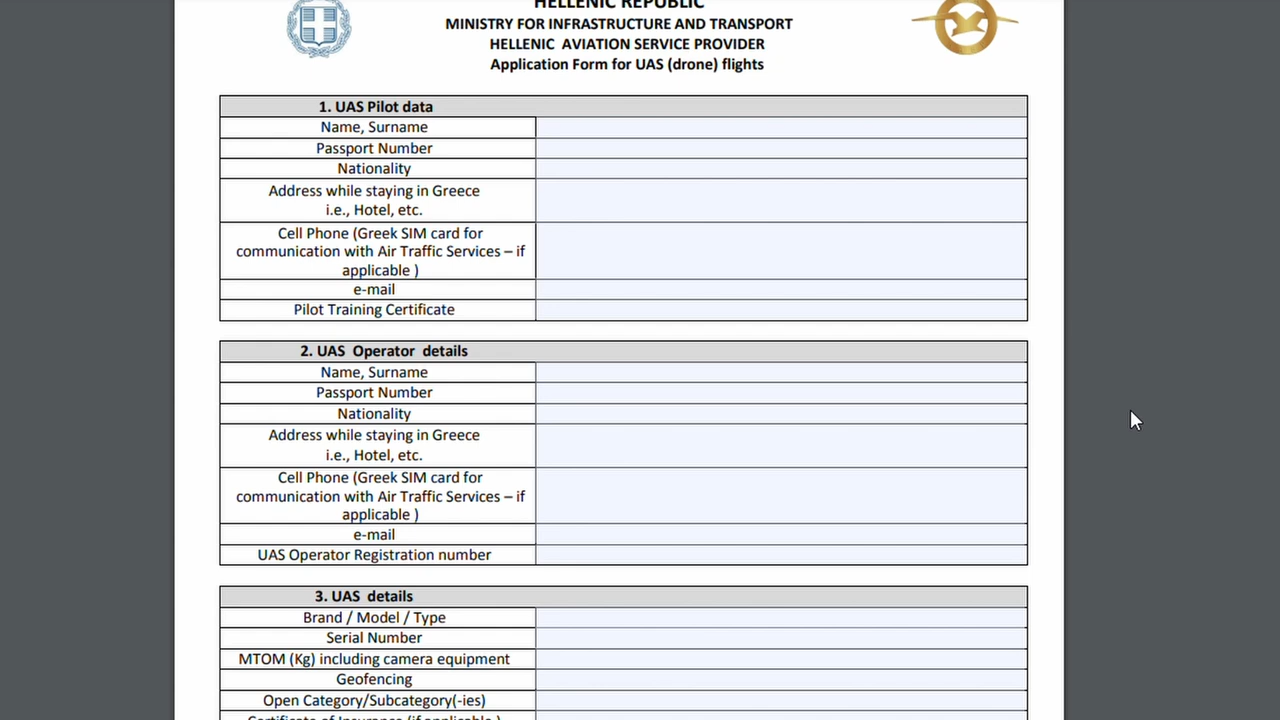 HELLENIC REPUBLIC
MINISTRY FOR INFRASTRUCTURE AND TRANSPORT
HELLENIC AVIATION SERVICE PROVIDER
Application Form for UAS (drone) flights
1. UAS Pilot data
Name, Surname
Passport Number
Nationality
Address while staying in Greece
i.e., Hotel, etc.
Cell Phone (Greek SIM card for
communication with Air Traffic Services – if
applicable )
e-mail
Pilot Training Certificate
2. UAS Operator details
Name, Surname
Passport Number
Nationality
Address while staying in Greece
i.e., Hotel, etc.
Cell Phone (Greek SIM card for
communication with Air Traffic Services – if
applicable )
e-mail
UAS Operator Registration number
3. UAS details
Brand / Model / Type
Serial Number
MTOM (Kg) including camera equipment
Geofencing
Open Category/Subcategory(-ies)
Certificate of Insurance (if applicable )